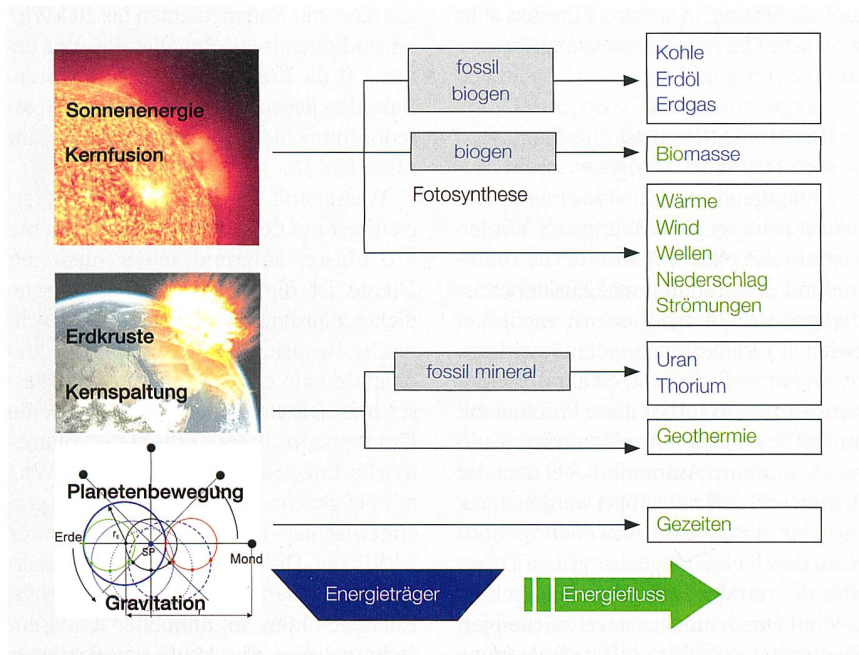 Sonnenenergie
Kernfusion
fossil
biogen
biogen
Fotosynthese
Kohle
Erdöl
Erdgas
Biomasse
Wärme
Wind
Wellen
Niederschlag
Strömungen
Erdkruste
Kernspaltung
fossil mineral
Uran
Thorium
Geothermie
Planetenbewegung
Erde
rE
SP
Mond
Gravitation
Gezeiten
Energieträger
Energiefluss